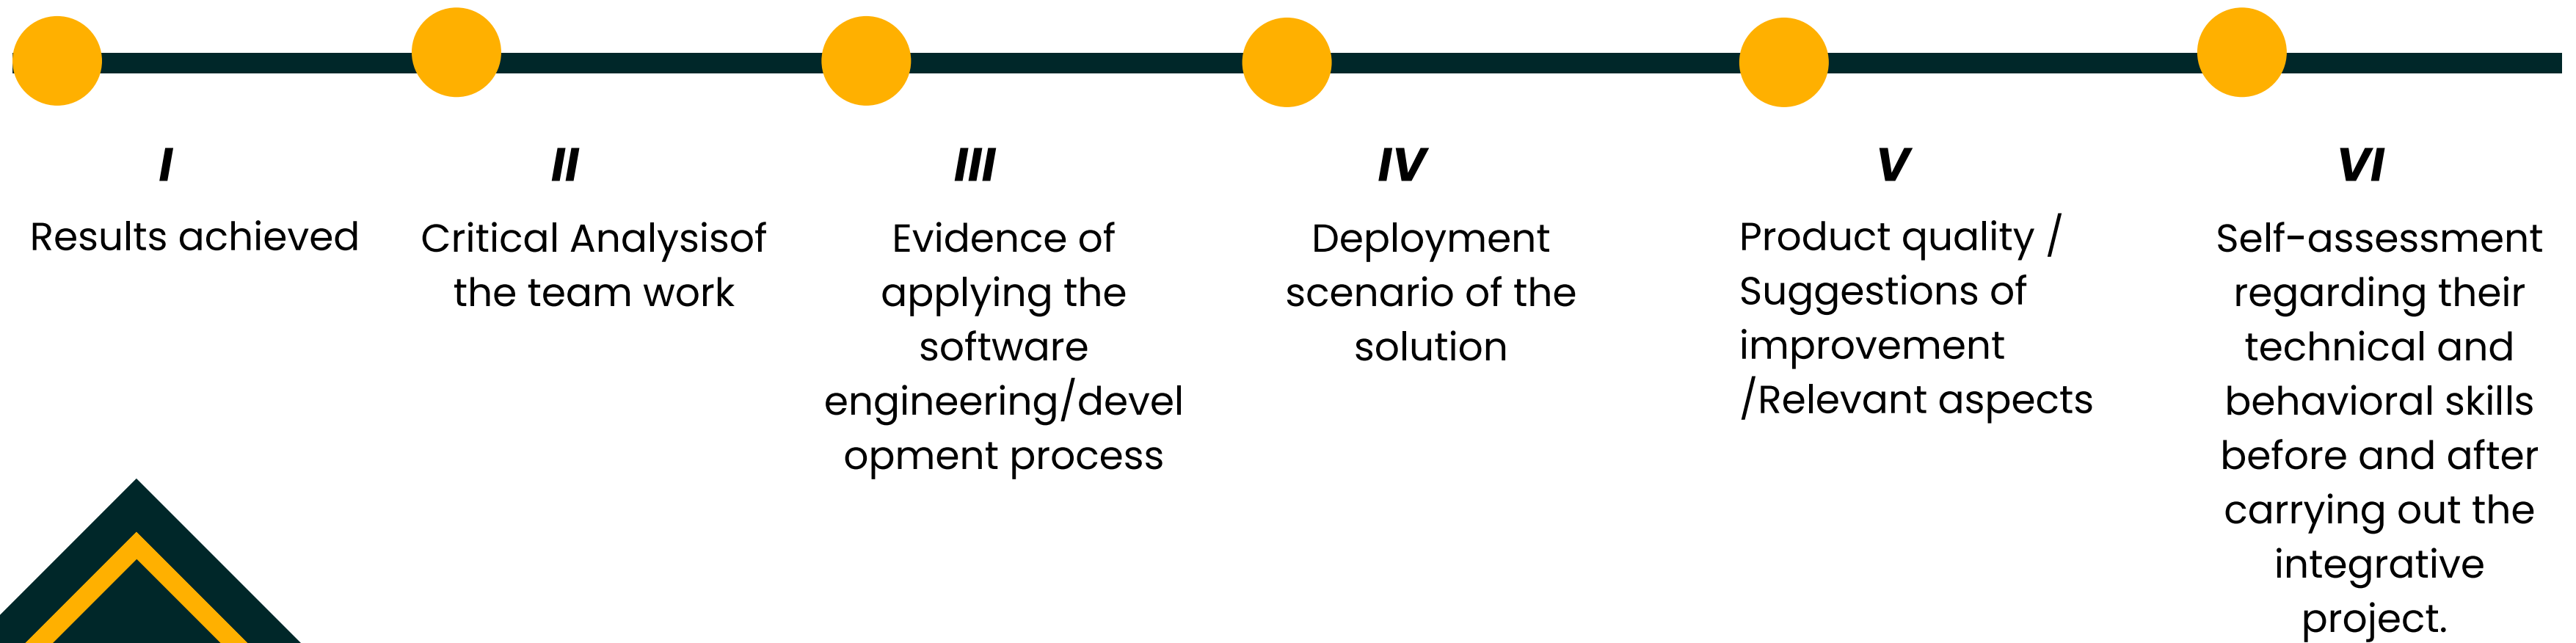 I
Results achieved
II
Critical Analysisof
the team work
III
Evidence of
applying the
software
engineering/devel
opment process
IV
Deployment
scenario of the
solution
V
Product quality /
Suggestions of
improvement
/Relevant aspects
VI
Self-assessment
regarding their
technical and
behavioral skills
before and after
carrying out the
integrative
project.